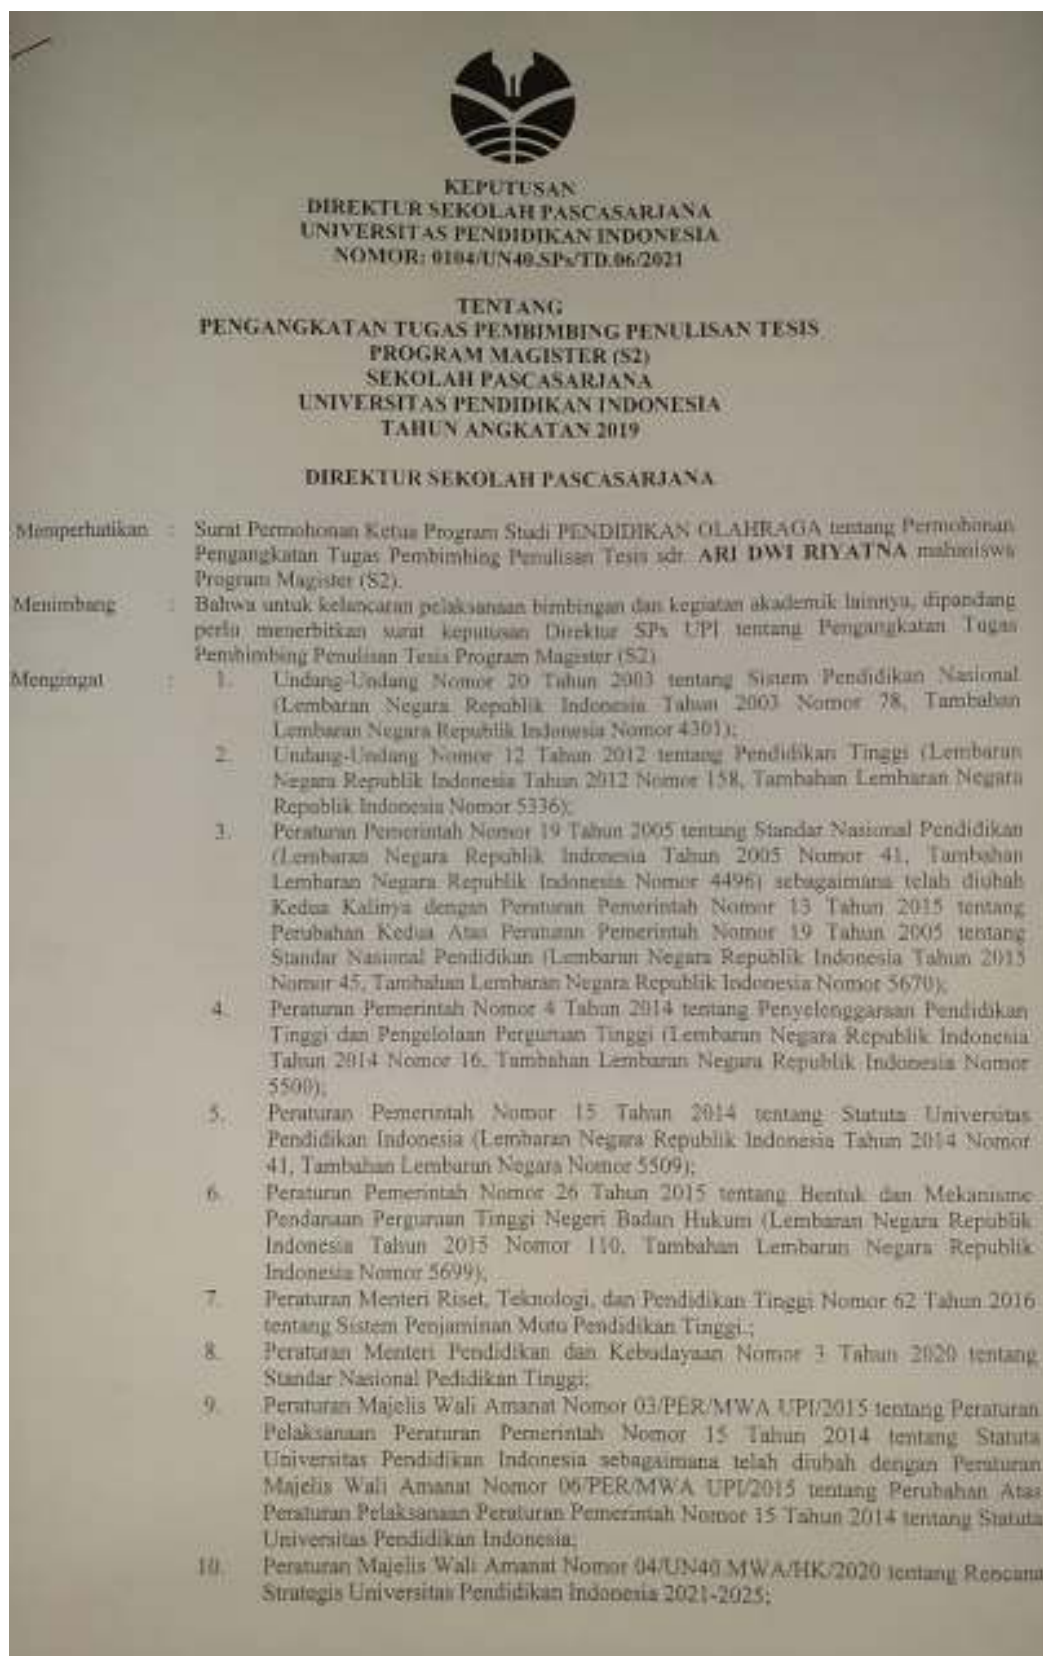 KEPUTUSAN
DIREKTUR SEKOLAH PASCASARJANA
UNIVERSITAS PENDIDIKAN INDONESIA
NOMOR: 0104/UN40.SPs/TD.06/2021
TENTANG
PENGANGKATAN TUGAS PEMBIMBING PENULISAN TESIS
PROGRAM MAGISTER (S2)
SEKOLAH PASCASARJANA
UNIVERSITAS PENDIDIKAN INDONESIA
TAHUN ANGKATAN 2019
DIREKTUR SEKOLAH PASCASARJANA
Memperhatikan : Surat Permohonan Ketua Program Studi PENDIDIKAN OLAHRAGA tentang Permohonan
Pengangkatan Tugas Pembimbing Penulisan Tesis sdr. ARI DWI RIYATNA mahasiswa
Program Magister (S2).
Menimbang : Bahwa untuk kelancaran pelaksanaan bimbingan dan kegiatan akademik lainnya, dipandang
perlu menerbitkan surat keputusan Direktur SPs UPI tentang Pengangkatan Tugas
Pembimbing Penulisan Tesis Program Magister (S2)
Mengingat : 1. Undang-Undang Nomor 20 Tahun 2003 tentang Sistem Pendidikan Nasional
(Lembaran Negara Republik Indonesia Tahun 2003 Nomor 78, Tambahan
Lembaran Negara Republik Indonesia Nomor 4301);
2. Undang-Undang Nomor 12 Tahun 2012 tentang Pendidikan Tinggi (Lembaran
Negara Republik Indonesia Tahun 2012 Nomor 158, Tambahan Lembaran Negara
Republik Indonesia Nomor 5336);
3. Peraturan Pemerintah Nomor 19 Tahun 2005 tentang Standar Nasional Pendidikan
(Lembaran Negara Republik Indonesia Tahun 2005 Nomor 41, Tambahan
Lembaran Negara Republik Indonesia Nomor 4496) sebagaimana telah diubah
Kedua Kalinya dengan Peraturan Pemerintah Nomor 13 Tahun 2015 tentang
Perubahan Kedua Atas Peraturan Pemerintah Nomor 19 Tahun 2005 tentang
Standar Nasional Pendidikan (Lembaran Negara Republik Indonesia Tahun 2015
Nomor 45, Tambahan Lembaran Negara Republik Indonesia Nomor 5670);
4. Peraturan Pemerintah Nomor 4 Tahun 2014 tentang Penyelenggaraan Pendidikan
Tinggi dan Pengelolaan Perguruan Tinggi (Lembaran Negara Republik Indonesia
Tahun 2014 Nomor 16, Tambahan Lembaran Negara Republik Indonesia Nomor
5500);
5. Peraturan Pemerintah Nomor 15 Tahun 2014 tentang Statuta Universitas
Pendidikan Indonesia (Lembaran Negara Republik Indonesia Tahun 2014 Nomor
41, Tambahan Lembaran Negara Nomor 5509);
6. Peraturan Pemerintah Nomor 26 Tahun 2015 tentang Bentuk dan Mekanisme
Pendanaan Perguruan Tinggi Negeri Badan Hukum (Lembaran Negara Republik
Indonesia Tahun 2015 Nomor 110, Tambahan Lembaran Negara Republik
Indonesia Nomor 5699);
7. Peraturan Menteri Riset, Teknologi, dan Pendidikan Tinggi Nomor 62 Tahun 2016
tentang Sistem Penjaminan Mutu Pendidikan Tinggi.;
8. Peraturan Menteri Pendidikan dan Kebudayaan Nomor 3 Tahun 2020 tentang
Standar Nasional Pedidikan Tinggi;
9. Peraturan Majelis Wali Amanat Nomor 03/PER/MWA UPI/2015 tentang Peraturan
Pelaksanaan Peraturan Pemerintah Nomor 15 Tahun 2014 tentang Statuta
Universitas Pendidikan Indonesia sebagaimana telah diubah dengan Peraturan
Majelis Wali Amanat Nomor 06/PER/MWA UPI/2015 tentang Perubahan Atas
Peraturan Pelaksanaan Peraturan Pemerintah Nomor 15 Tahun 2014 tentang Statuta
Universitas Pendidikan Indonesia;
10. Peraturan Majelis Wali Amanat Nomor 04/UN40.MWA/HK/2020 tentang Rencana
Strategis Universitas Pendidikan Indonesia 2021-2025;